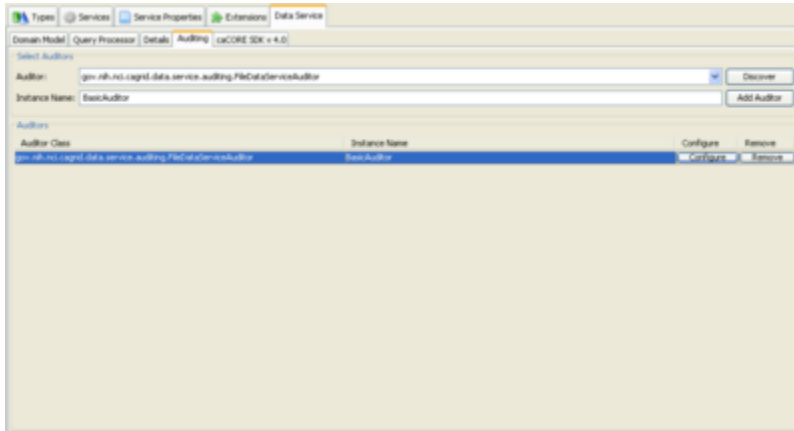 Types Services Service Properties Extensions Data Service
Domain Model Query Processor Details Auditing caCORE SDK v 4.0
Select Auditors
Auditor: gov.nih.nci.cagrid.data.service.auditing.FileDataServiceAuditor Discover
Instance Name: BasicAuditor Add Auditor
Auditors
Auditor Class Instance Name Configure Remove
gov.nih.nci.cagrid.data.service.auditing.FileDataServiceAuditor BasicAuditor Configure Remove